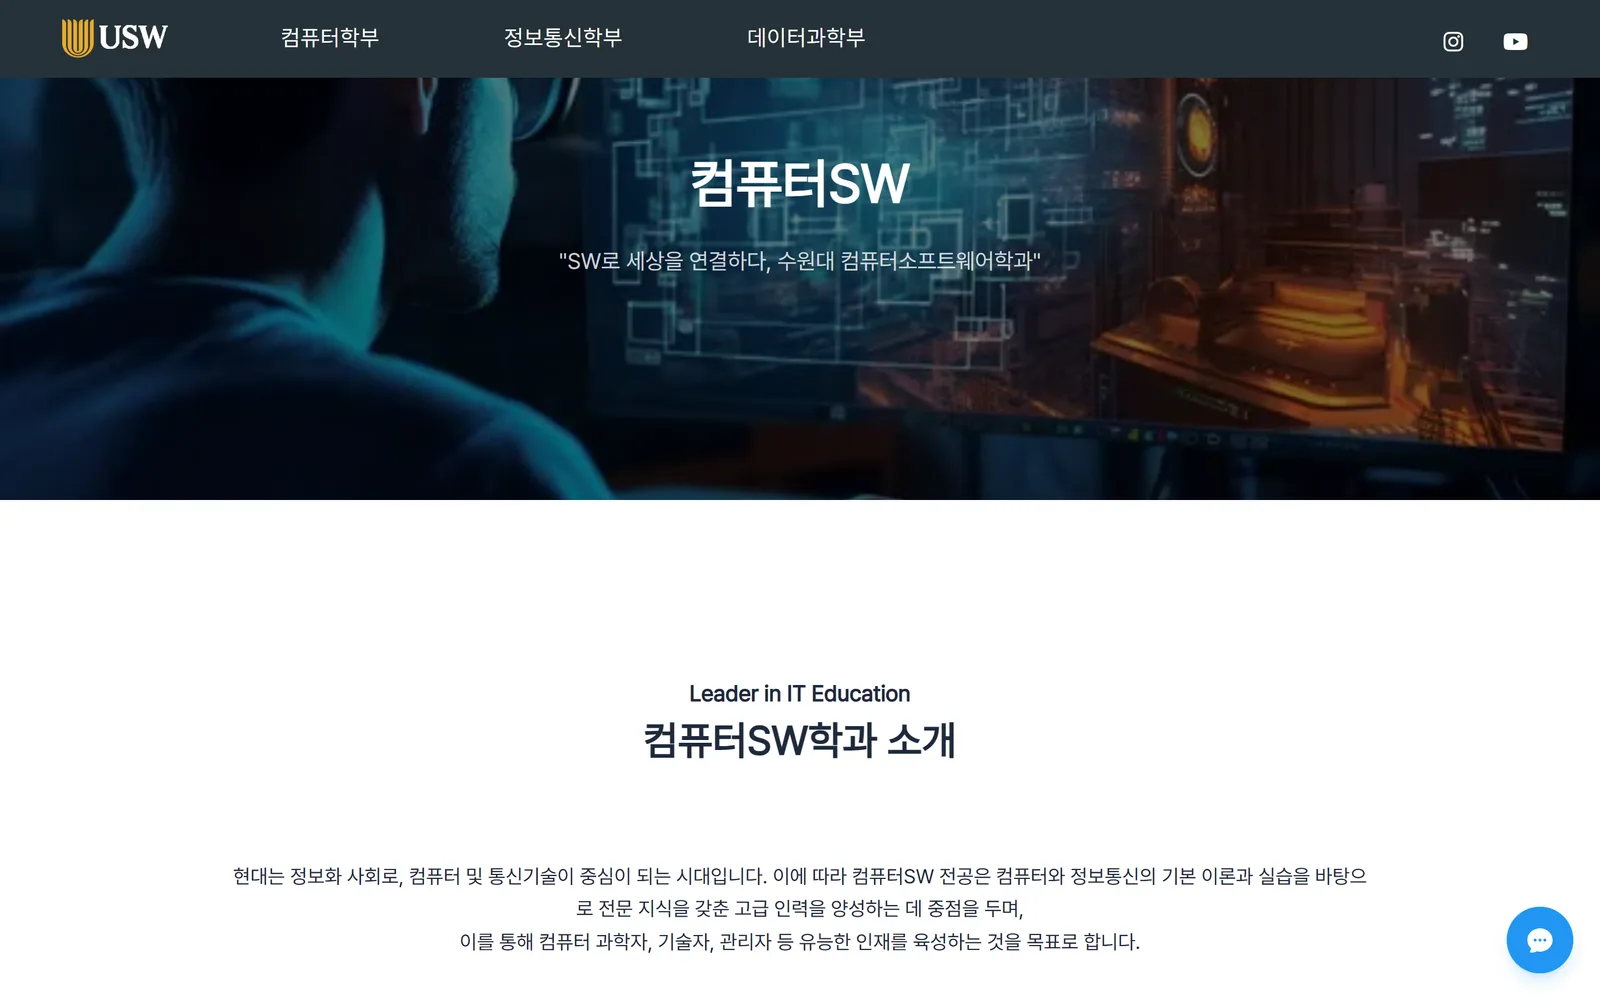 USW
컴퓨터학부
정보통신학부
데이터과학부
컴퓨터SW
"SW로 세상을 연결하다, 수원대 컴퓨터소프트웨어학과"
Leader in IT Education
컴퓨터SW학과 소개
현대는 정보화 사회로, 컴퓨터 및 통신기술이 중심이 되는 시대입니다. 이에 따라 컴퓨터SW 전공은 컴퓨터와 정보통신의 기본 이론과 실습을 바탕으
로 전문 지식을 갖춘 고급 인력을 양성하는 데 중점을 두며,
이를 통해 컴퓨터 과학자, 기술자, 관리자 등 유능한 인재를 육성하는 것을 목표로 합니다.